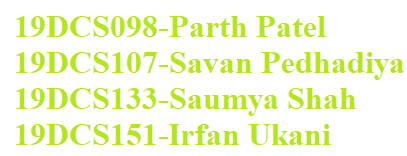 19DCS098-Parth Patel
19DCS107-Savan Pedhadiya
19DCS133-Saumya Shah
19DCS151-Irfan Ukani